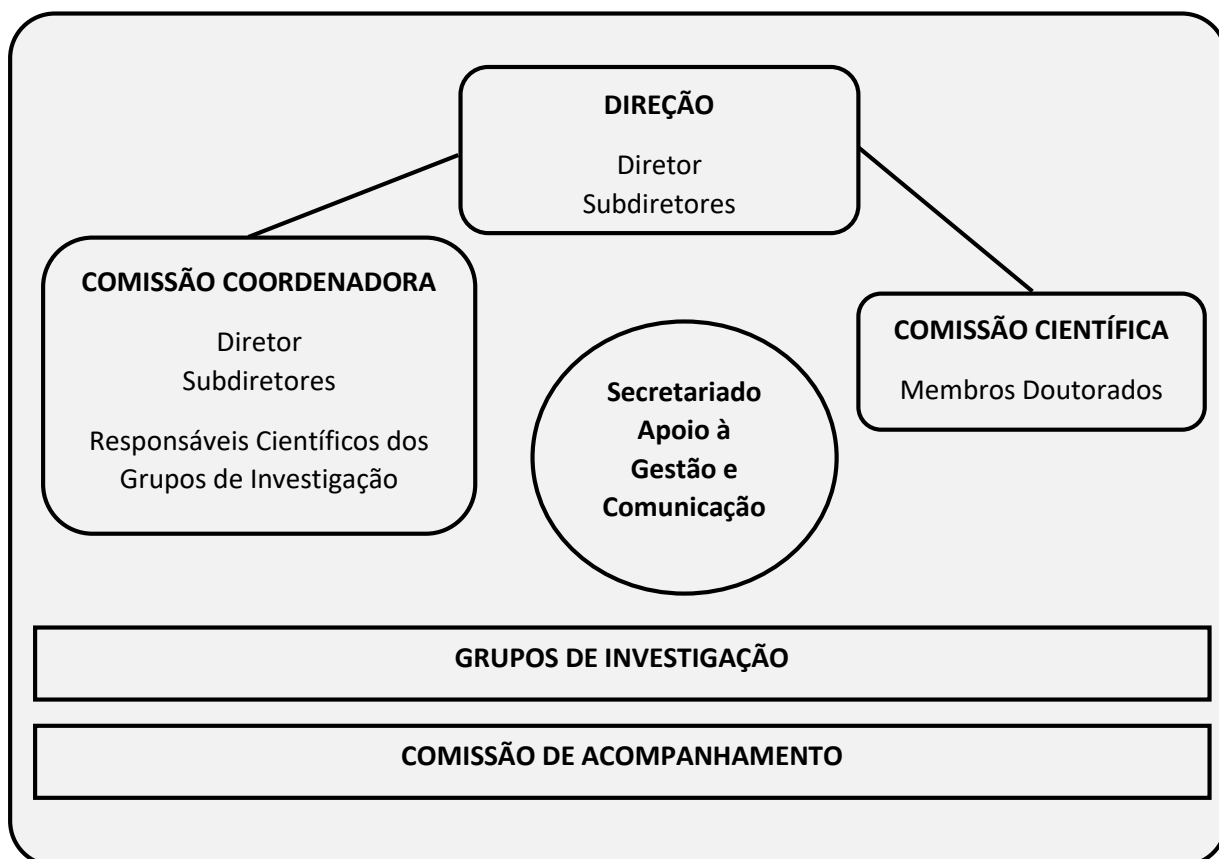 DIREÇÃO
Diretor
Subdiretores
COMISSÃO COORDENADORA
Diretor
Subdiretores
Responsáveis Científicos dos
Grupos de Investigação
Secretariado
Apoio à
Gestão e
Comunicação
COMISSÃO CIENTÍFICA
Membros Doutorados
GRUPOS DE INVESTIGAÇÃO
COMISSÃO DE ACOMPANHAMENTO